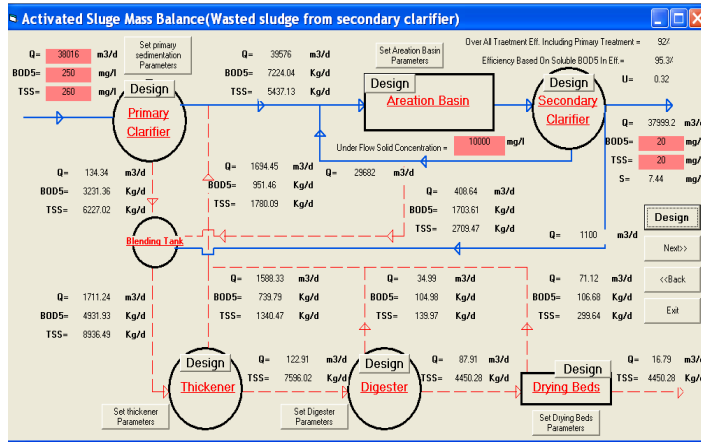 Activated Sluge Mass Balance(Wasted sludge from secondary clarifier)
Over All Traetment Eff. Including Primary Treatment = 92%
Efficiency Based On Soluble BOD5 In Eff.= 95.3%
U= 0.32
Q= 38016 m3/d
BOD5= 250 mg/l
TSS= 260 mg/l
Set primary sedimentation Parameters
Design
Primary Clarifier
Q= 39576 m3/d
BOD5= 7224.04 Kg/d
TSS= 5437.13 Kg/d
Set Areation Basin Parameters
Design
Areation Basin
Design
Secondary Clarifier
Q= 37999.2 m3/d
BOD5= 20 mg/l
TSS= 20 mg/l
S= 7.44 mg/l
Under Flow Solid Concentration = 10000 mg/l
Q= 134.34 m3/d
BOD5= 3231.36 Kg/d
TSS= 6227.02 Kg/d
Q= 1694.45 m3/d
BOD5= 951.46 Kg/d
TSS= 1780.09 Kg/d
Q= 29682 m3/d
Q= 408.64 m3/d
BOD5= 1703.61 Kg/d
TSS= 2709.47 Kg/d
Q= 1100 m3/d
Blending Tank
Design
Next>>
<<Back
Exit
Q= 1711.24 m3/d
BOD5= 4931.93 Kg/d
TSS= 8936.49 Kg/d
Q= 1588.33 m3/d
BOD5= 739.79 Kg/d
TSS= 1340.47 Kg/d
Q= 34.99 m3/d
BOD5= 104.98 Kg/d
TSS= 139.97 Kg/d
Q= 71.12 m3/d
BOD5= 106.68 Kg/d
TSS= 299.64 Kg/d
Design
Thickener
Q= 122.91 m3/d
TSS= 7596.02 Kg/d
Design
Digester
Q= 87.91 m3/d
TSS= 4450.28 Kg/d
Design
Drying Beds
Q= 16.79 m3/d
TSS= 4450.28 Kg/d
Set thickener Parameters
Set Digester Parameters
Set Drying Beds Parameters